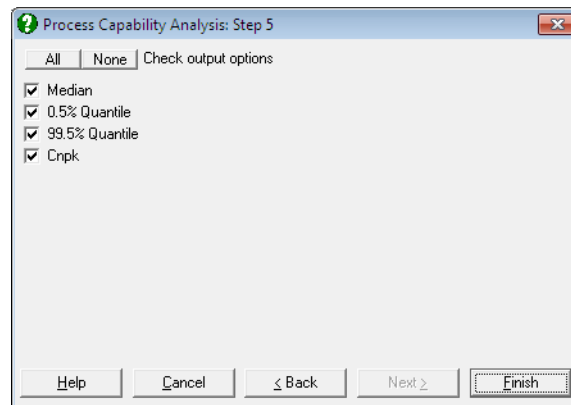 Process Capability Analysis: Step 5
All None Check output options
Median
0.5% Quantile
99.5% Quantile
Cnpk
Help Cancel < Back Next > Finish